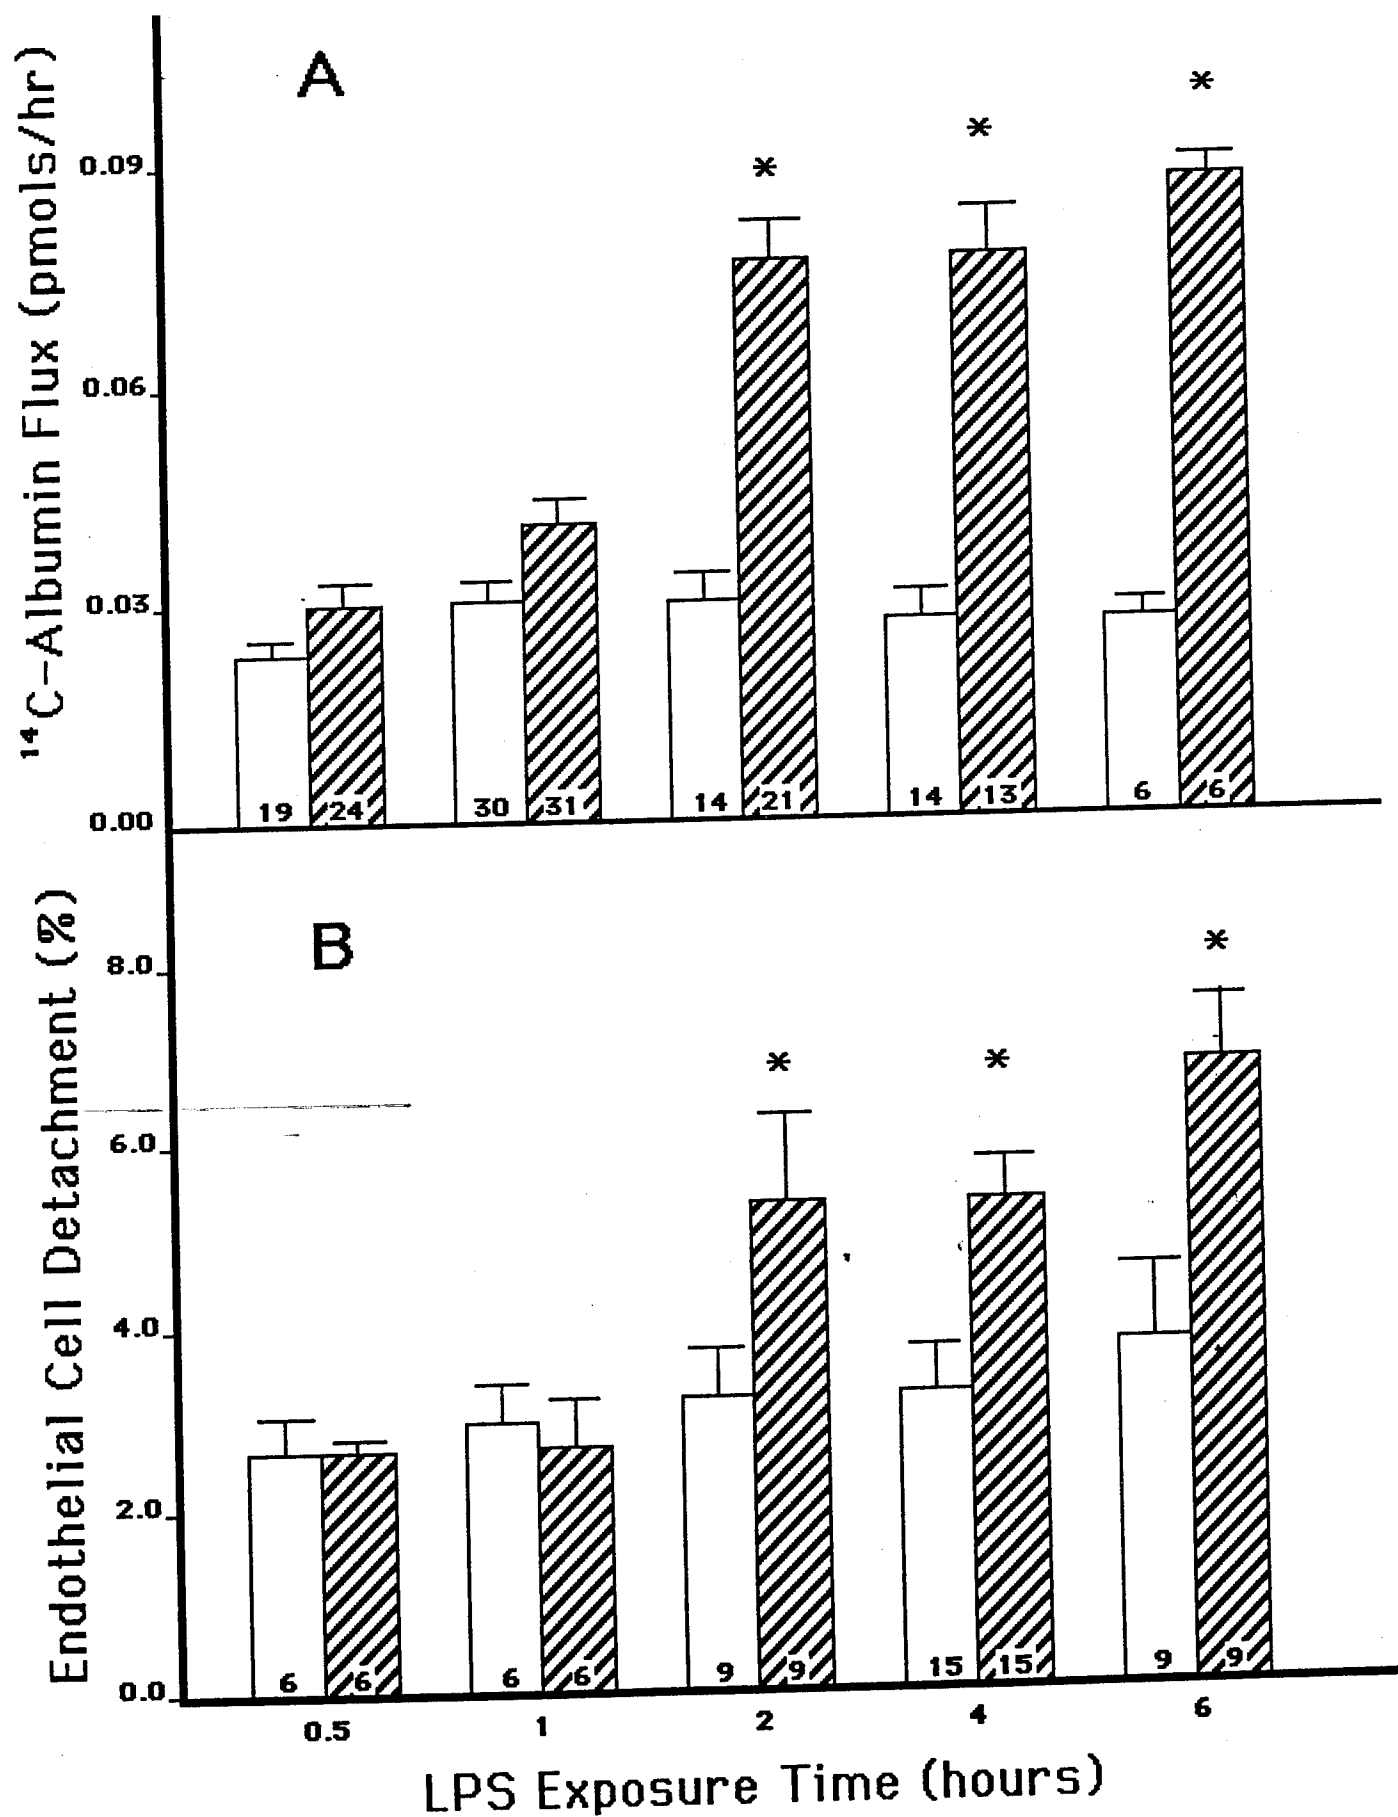 A
¹⁴C-Albumin Flux (pmols/hr)
0.09
0.06
0.03
0.00
* * *
19 24 30 31 14 21 14 13 6 6
B
Endothelial Cell Detachment (%)
8.0
6.0
4.0
2.0
0.0
* * *
6 6 6 6 9 9 15 15 9 9
0.5 1 2 4 6
LPS Exposure Time (hours)